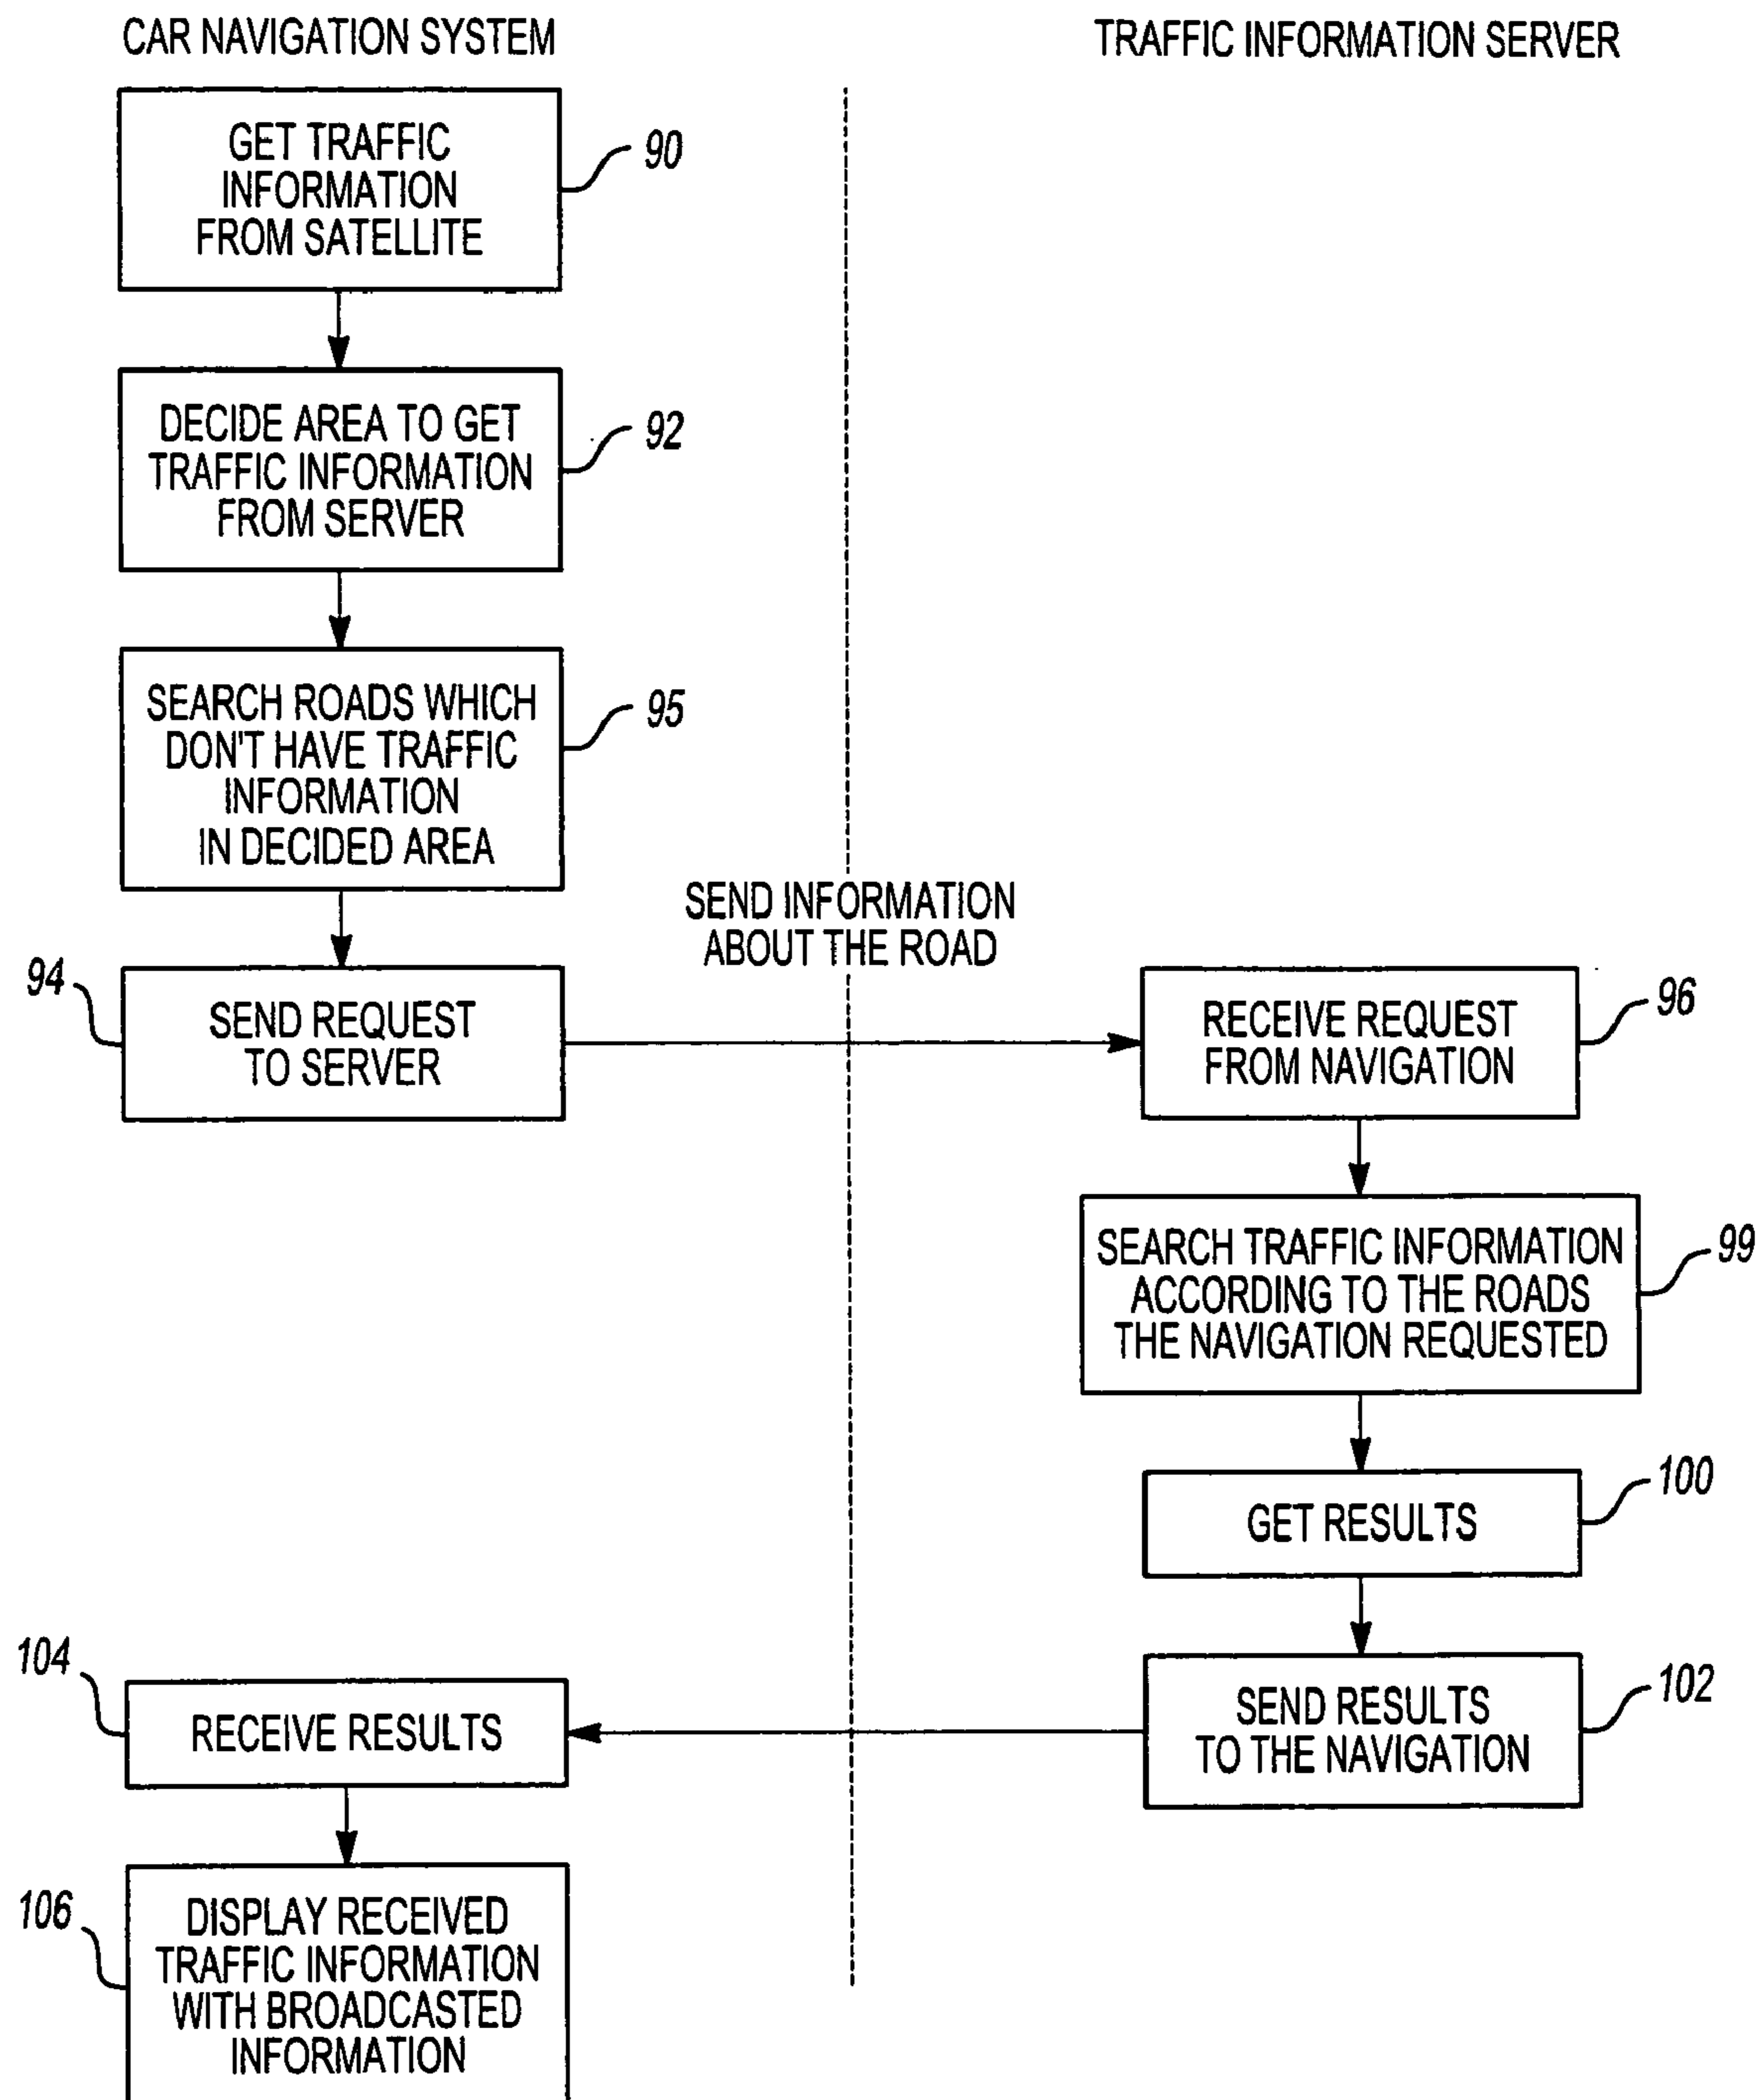 CAR NAVIGATION SYSTEM
TRAFFIC INFORMATION SERVER
GET TRAFFIC
INFORMATION
FROM SATELLITE
90
DECIDE AREA TO GET
TRAFFIC INFORMATION
FROM SERVER
92
SEARCH ROADS WHICH
DON'T HAVE TRAFFIC
INFORMATION
IN DECIDED AREA
95
SEND INFORMATION
ABOUT THE ROAD
94
SEND REQUEST
TO SERVER
RECEIVE REQUEST
FROM NAVIGATION
96
SEARCH TRAFFIC INFORMATION
ACCORDING TO THE ROADS
THE NAVIGATION REQUESTED
99
GET RESULTS
100
SEND RESULTS
TO THE NAVIGATION
102
104
RECEIVE RESULTS
106
DISPLAY RECEIVED
TRAFFIC INFORMATION
WITH BROADCASTED
INFORMATION